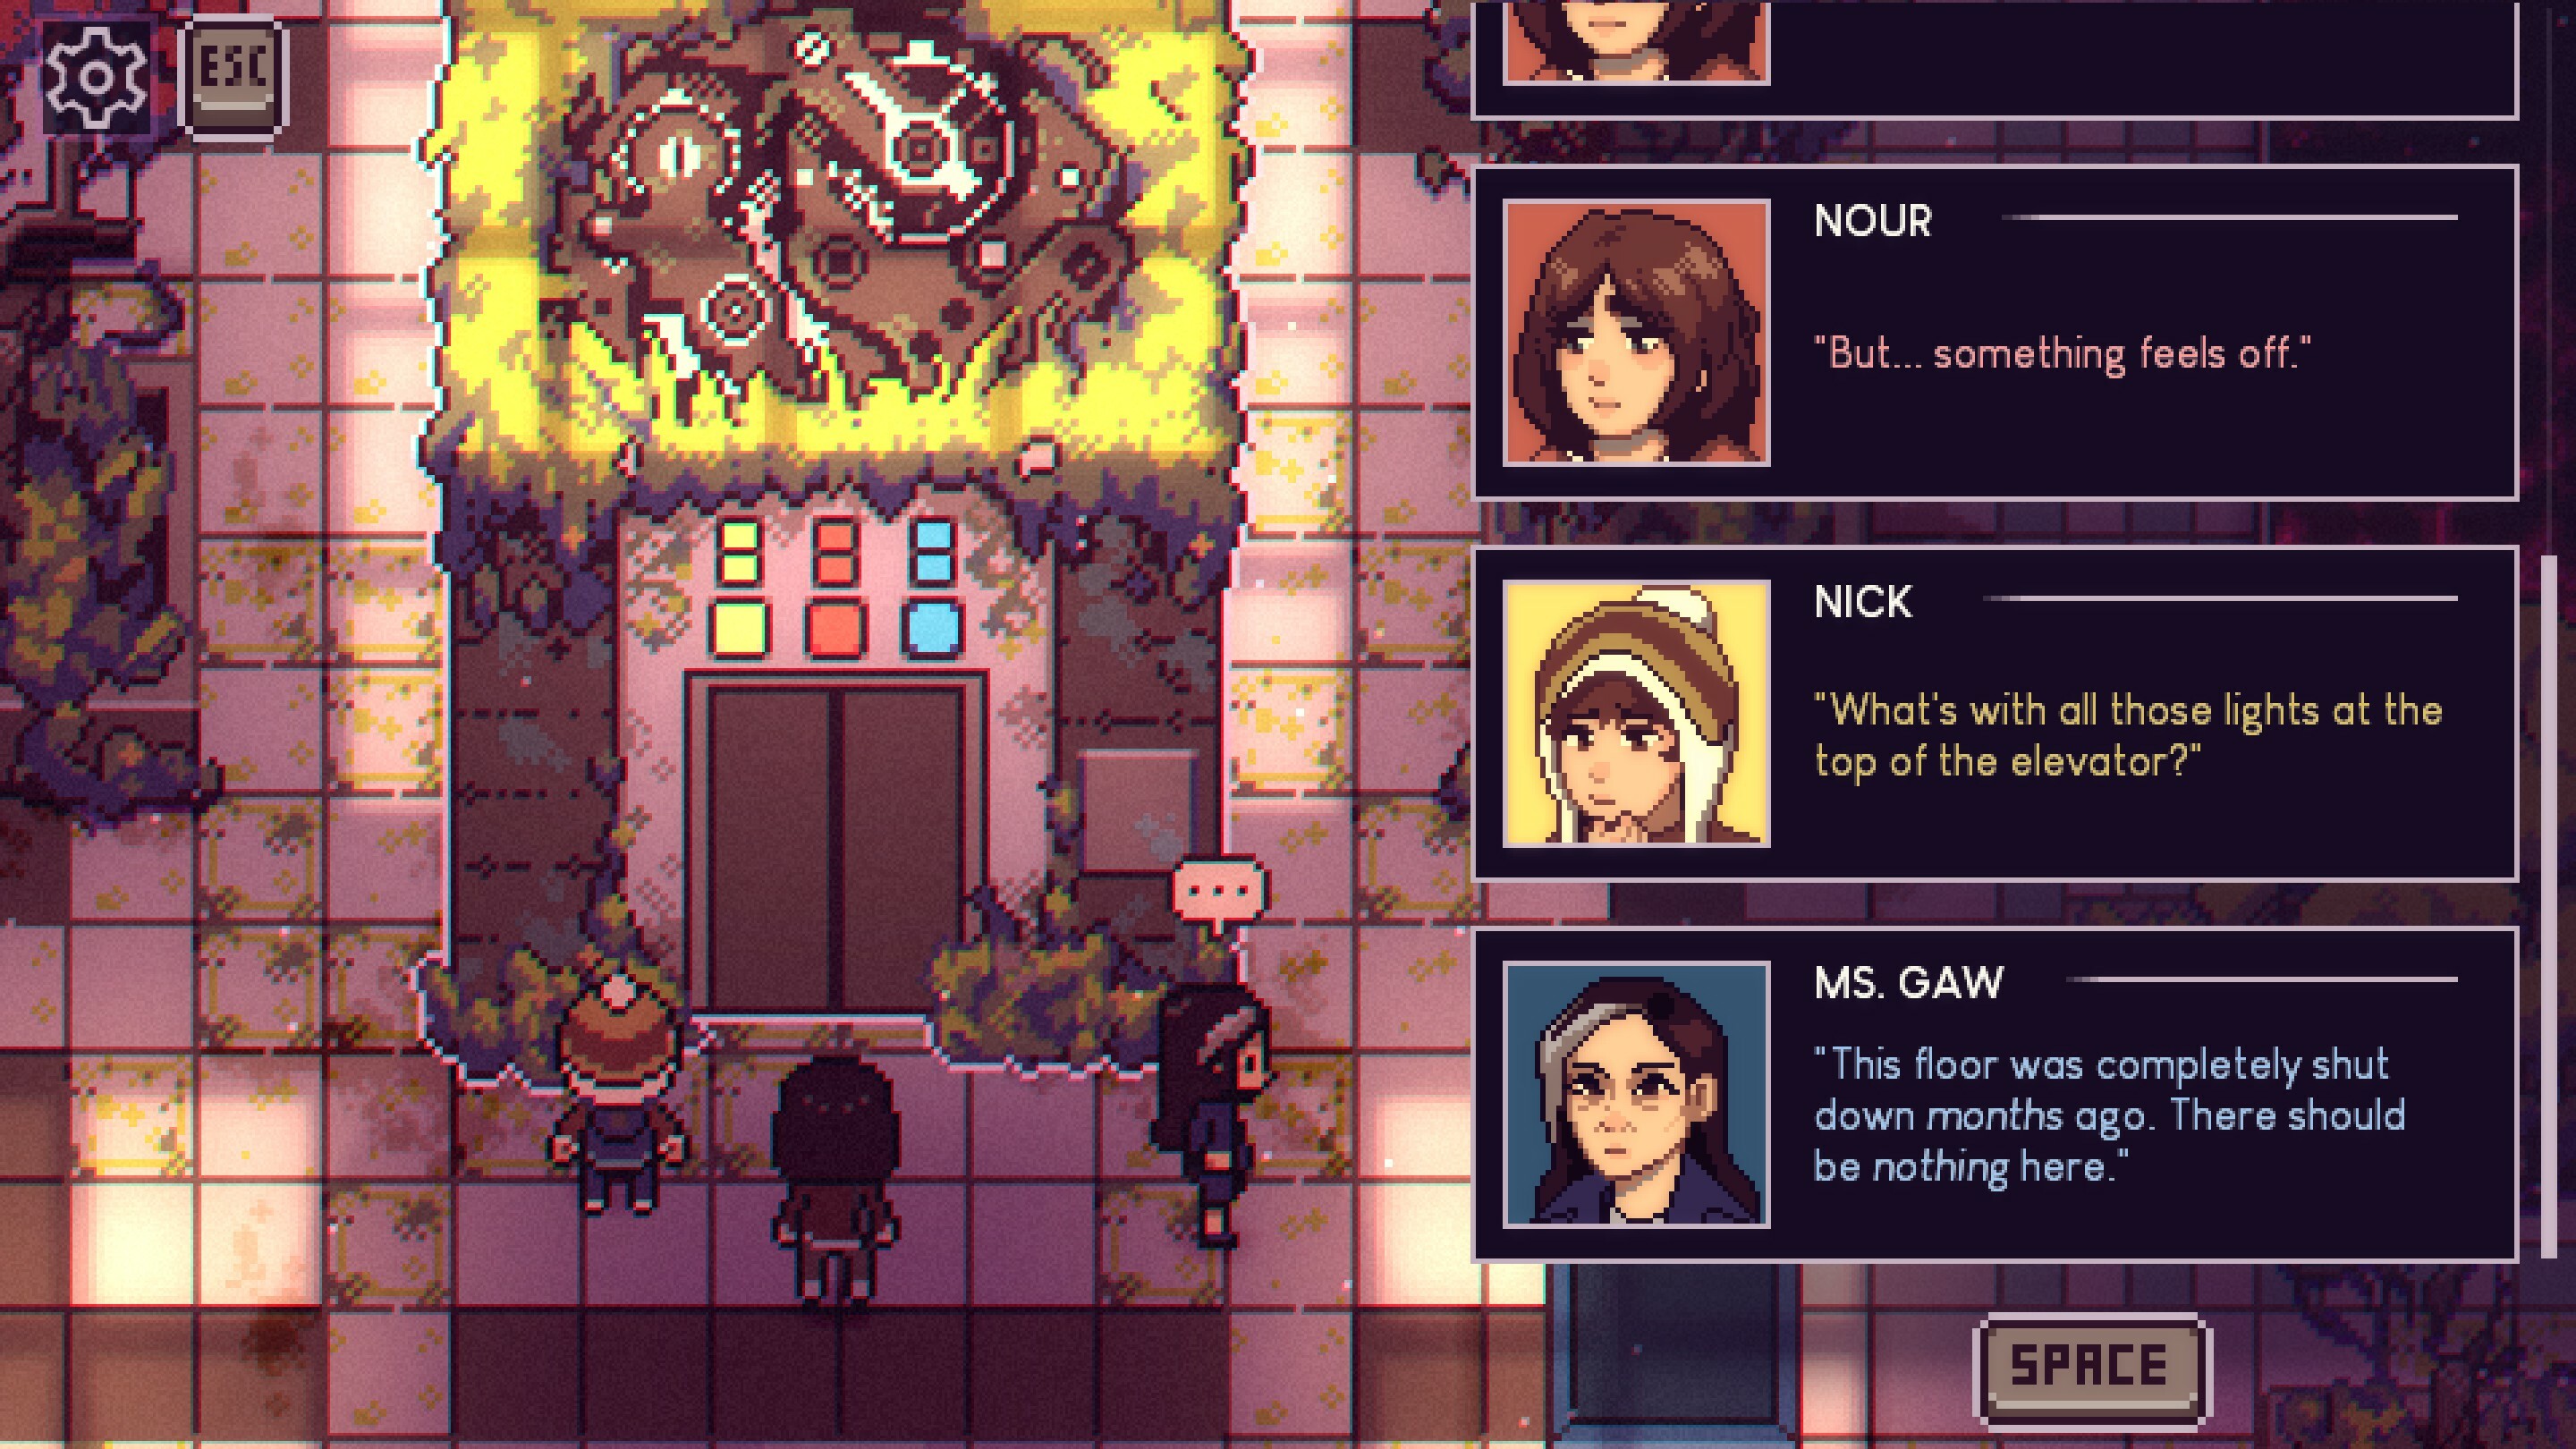 ESC
NOUR
"But... something feels off."
NICK
"What's with all those lights at the
top of the elevator?"
MS. GAW
"This floor was completely shut
down months ago. There should
be nothing here."
SPACE